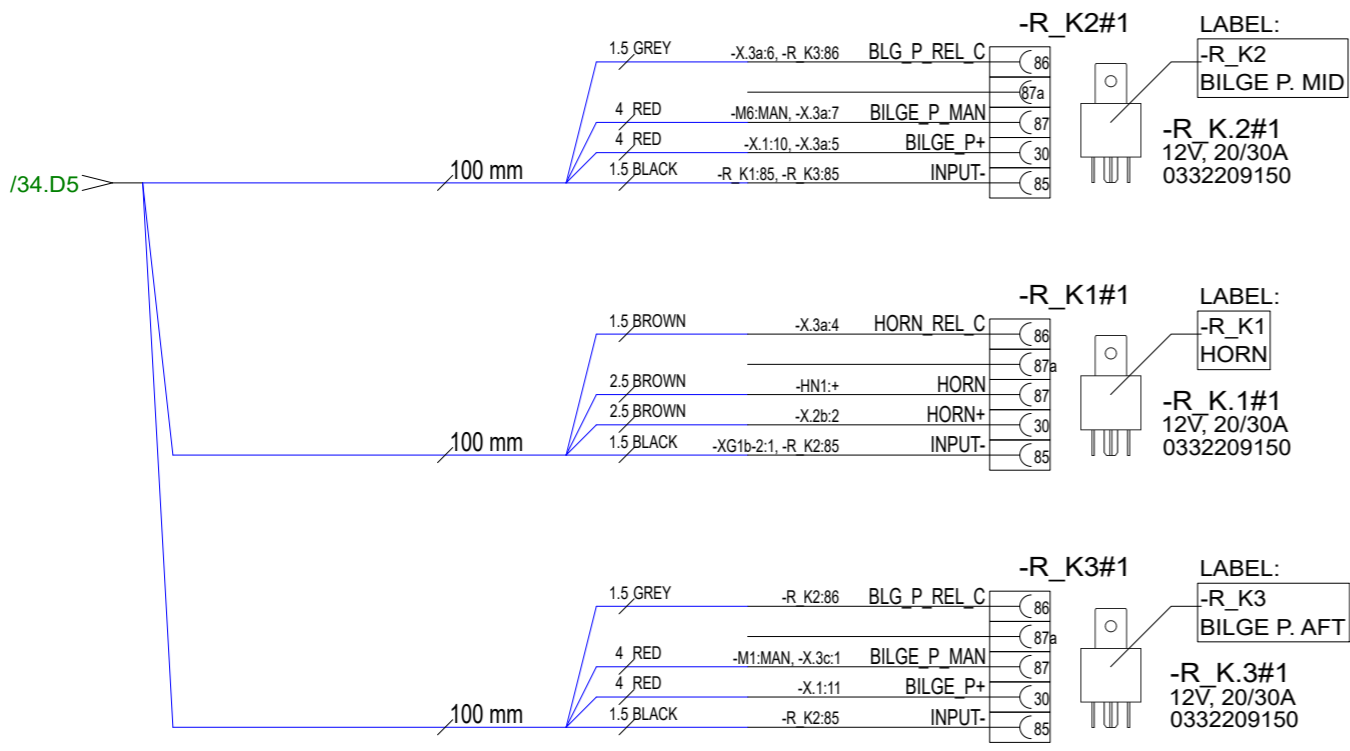 /34.D5
-R_K2#1
LABEL:
1.5 GREY -X.3a:6, -R_K3:86 BLG_P_REL_C 86
-R_K2
BILGE P. MID
87a
4 RED -M6:MAN, -X.3a:7 BILGE_P_MAN 87
4 RED -X.1:10, -X.3a:5 BILGE_P+ 30
100 mm 1.5 BLACK -R_K1:85, -R_K3:85 INPUT- 85
-R_K.2#1
12V, 20/30A
0332209150
-R_K1#1
LABEL:
1.5 BROWN -X.3a:4 HORN_REL_C 86
-R_K1
HORN
87a
2.5 BROWN -HN1:+ HORN 87
2.5 BROWN -X.2b:2 HORN+ 30
100 mm 1.5 BLACK -XG1b-2:1, -R_K2:85 INPUT- 85
-R_K.1#1
12V, 20/30A
0332209150
-R_K3#1
LABEL:
1.5 GREY -R_K2:86 BLG_P_REL_C 86
-R_K3
BILGE P. AFT
87a
4 RED -M1:MAN, -X.3c:1 BILGE_P_MAN 87
4 RED -X.1:11 BILGE_P+ 30
100 mm 1.5 BLACK -R_K2:85 INPUT- 85
-R_K.3#1
12V, 20/30A
0332209150